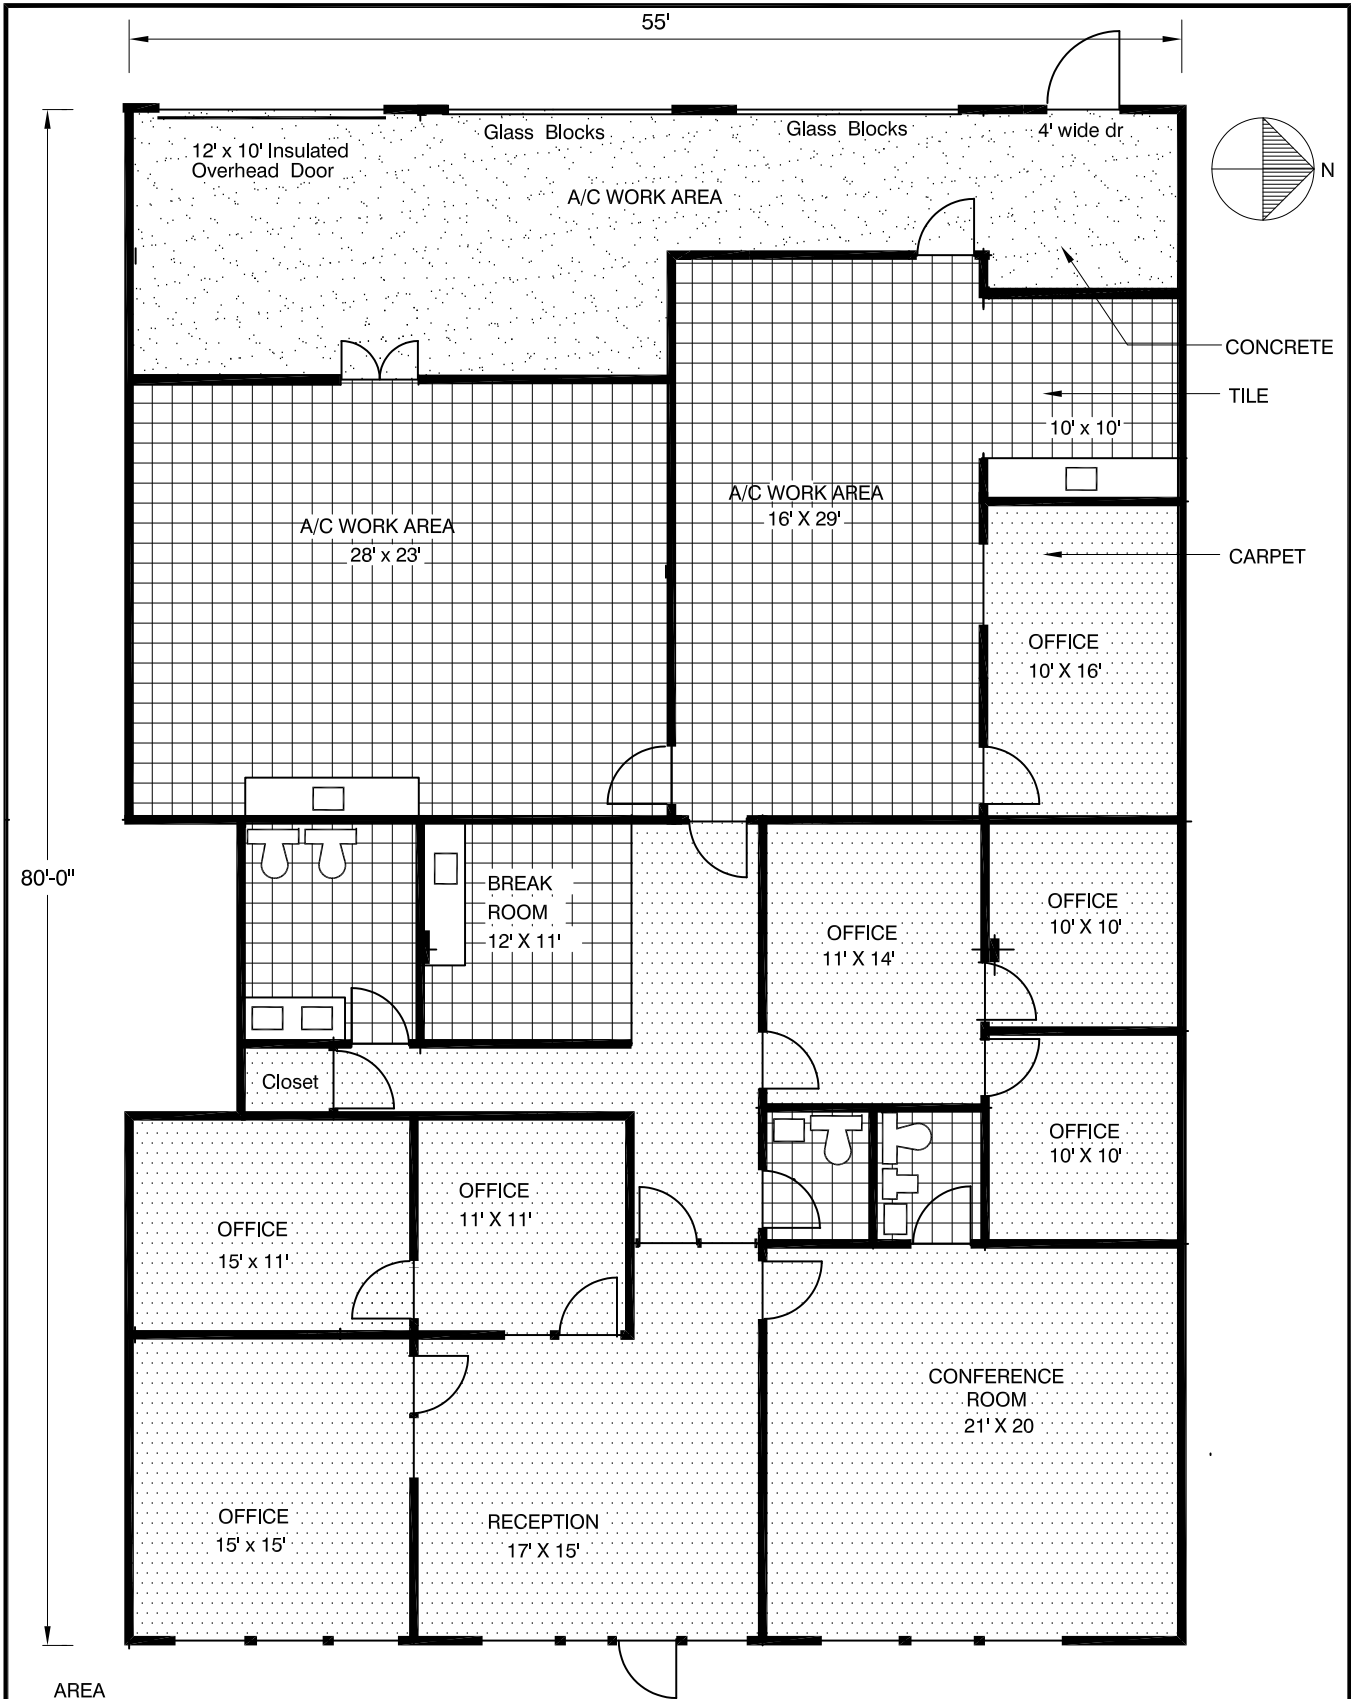 55'
Glass Blocks
Glass Blocks
4' wide dr
12' x 10' Insulated
Overhead Door
N
A/C WORK AREA
CONCRETE
TILE
10' x 10'
A/C WORK AREA
16' X 29'
A/C WORK AREA
28' x 23'
CARPET
OFFICE
10' X 16'
80'-0"
BREAK
ROOM
12' X 11'
OFFICE
11' X 14'
OFFICE
10' X 10'
Closet
OFFICE
10' X 10'
OFFICE
11' X 11'
OFFICE
15' x 11'
CONFERENCE
ROOM
21' X 20
OFFICE
15' x 15'
RECEPTION
17' X 15'
AREA